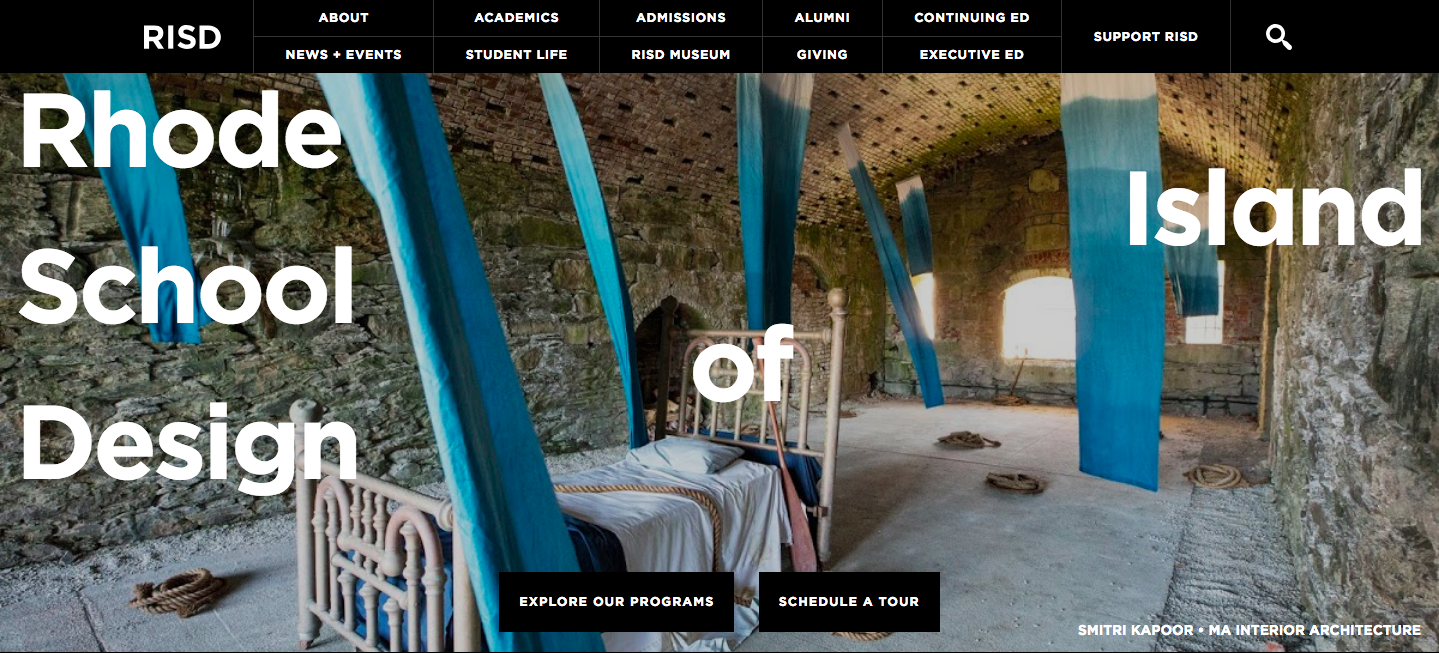 RISD
ABOUT
ACADEMICS
ADMISSIONS
ALUMNI
CONTINUING ED
NEWS + EVENTS
STUDENT LIFE
RISD MUSEUM
GIVING
EXECUTIVE ED
SUPPORT RISD
Rhode
Island
School
of
Design
EXPLORE OUR PROGRAMS
SCHEDULE A TOUR
SMITRI KAPOOR • MA INTERIOR ARCHITECTURE